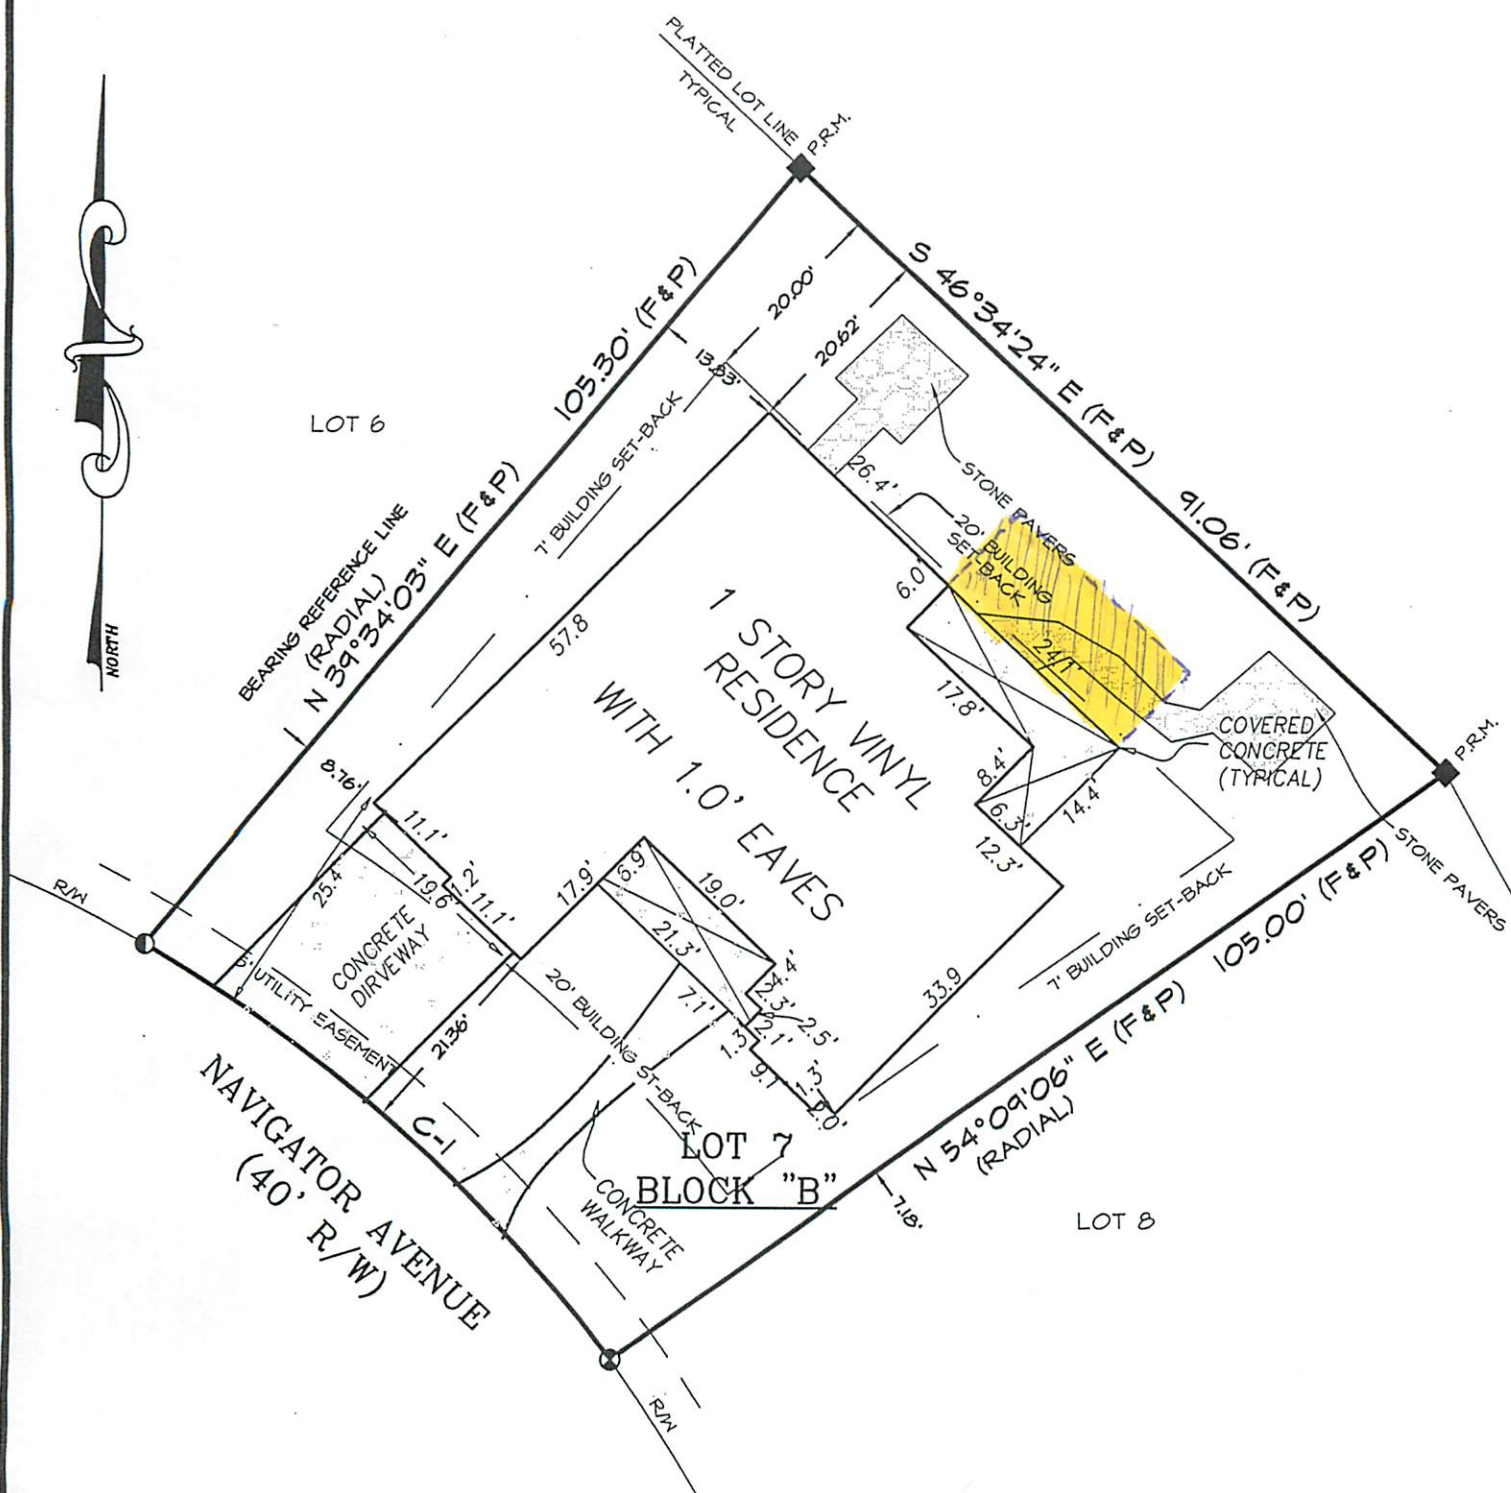 PLATTED LOT LINE
TYPICAL
P.R.M.
NORTH
LOT 6
BEARING REFERENCE LINE
(RADIAL)
N 39°34'03" E (F&P)
105.30' (F&P)
S 46°34'24" E (F&P)
91.06' (F&P)
20.00'
20.62'
7' BUILDING SET-BACK
26.4'
STONE PAVERS
20' BUILDING
SET-BACK
6.0'
57.8
1 STORY VINYL
RESIDENCE
WITH 1.0' EAVES
17.8'
24.1'
8.4'
6.3'
14.4'
12.3'
COVERED
CONCRETE
(TYPICAL)
P.R.M.
STONE PAVERS
8.76'
11.1'
.2'
11.1'
19.6'
25.4'
CONCRETE
DIRVEWAY
17.9'
6.9'
19.0'
21.3'
7.1'
4.4'
2.3'
2.5'
2.1'
1.3'
9.1'
1.3'
2.0'
33.9
7' BUILDING SET-BACK
N 54°09'06" E (F&P)
105.00' (F&P)
(RADIAL)
R/W
5' UTILITY EASEMENT
21.36'
20' BUILDING ST-BACK
C-1
NAVIGATOR AVENUE
(40' R/W)
LOT 7
BLOCK "B"
CONCRETE
WALKWAY
7.18'
LOT 8
R/W